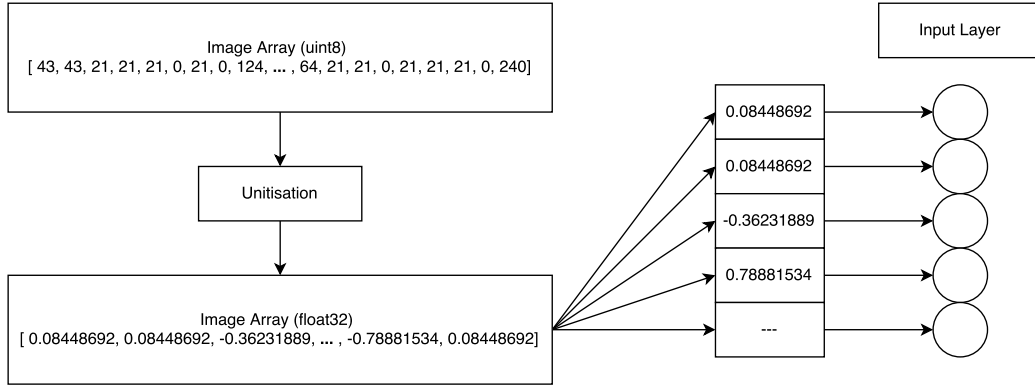 Image Array (uint8)
[ 43, 43, 21, 21, 21, 0, 21, 0, 124, ... , 64, 21, 21, 0, 21, 21, 21, 0, 240]
Unitisation
Image Array (float32)
[ 0.08448692, 0.08448692, -0.36231889, ... , -0.78881534, 0.08448692]
0.08448692
0.08448692
-0.36231889
0.78881534
---
Input Layer